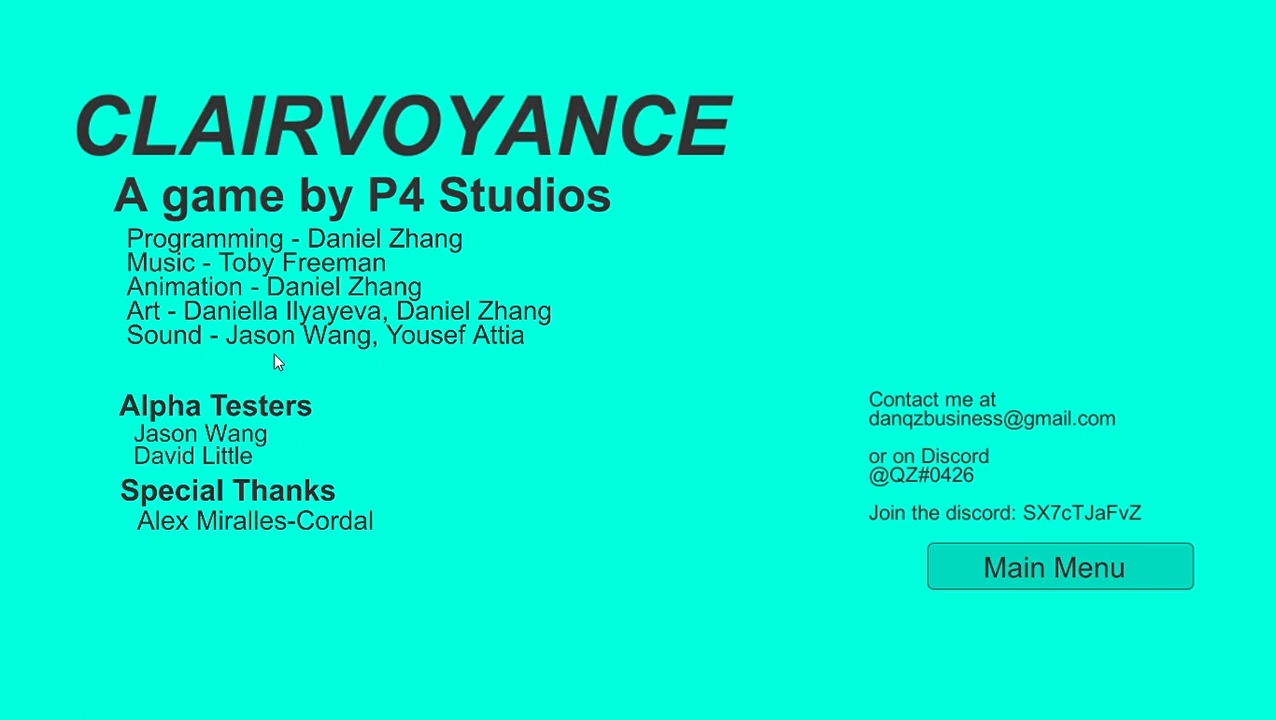 CLAIRVOYANCE
A game by P4 Studios
Programming - Daniel Zhang
Music - Toby Freeman
Animation - Daniel Zhang
Art - Daniella Ilyayeva, Daniel Zhang
Sound - Jason Wang, Yousef Attia
Alpha Testers
Jason Wang
David Little
Special Thanks
Alex Miralles-Cordal
Contact me at
danqzbusiness@gmail.com
or on Discord
@QZ#0426
Join the discord: SX7cTJaFvZ
Main Menu